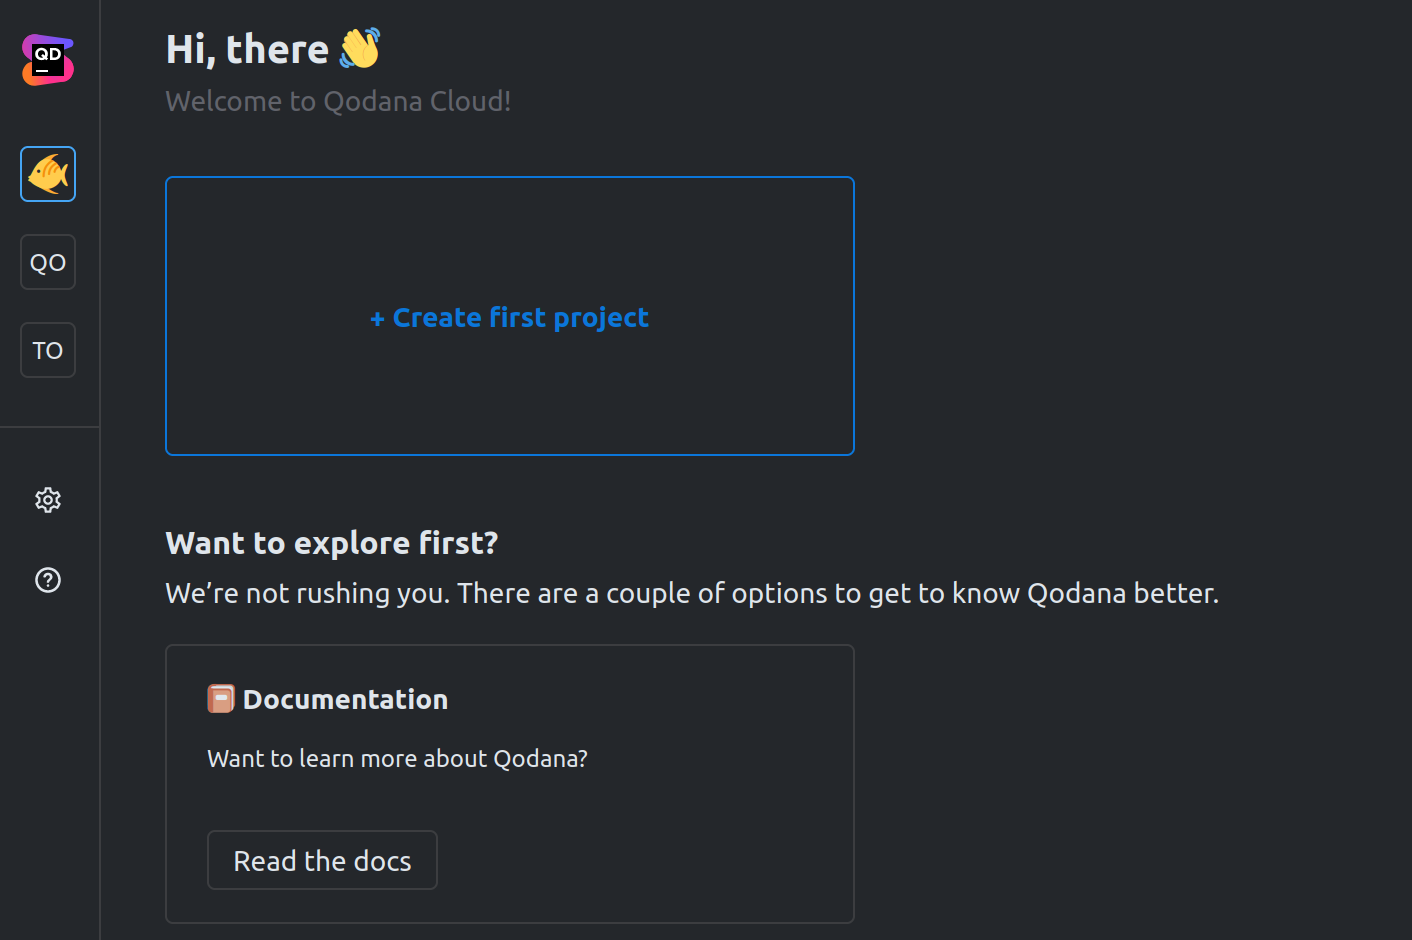 QD
Hi, there
Welcome to Qodana Cloud!
QO
TO
+ Create first project
Want to explore first?
We’re not rushing you. There are a couple of options to get to know Qodana better.
Documentation
Want to learn more about Qodana?
Read the docs